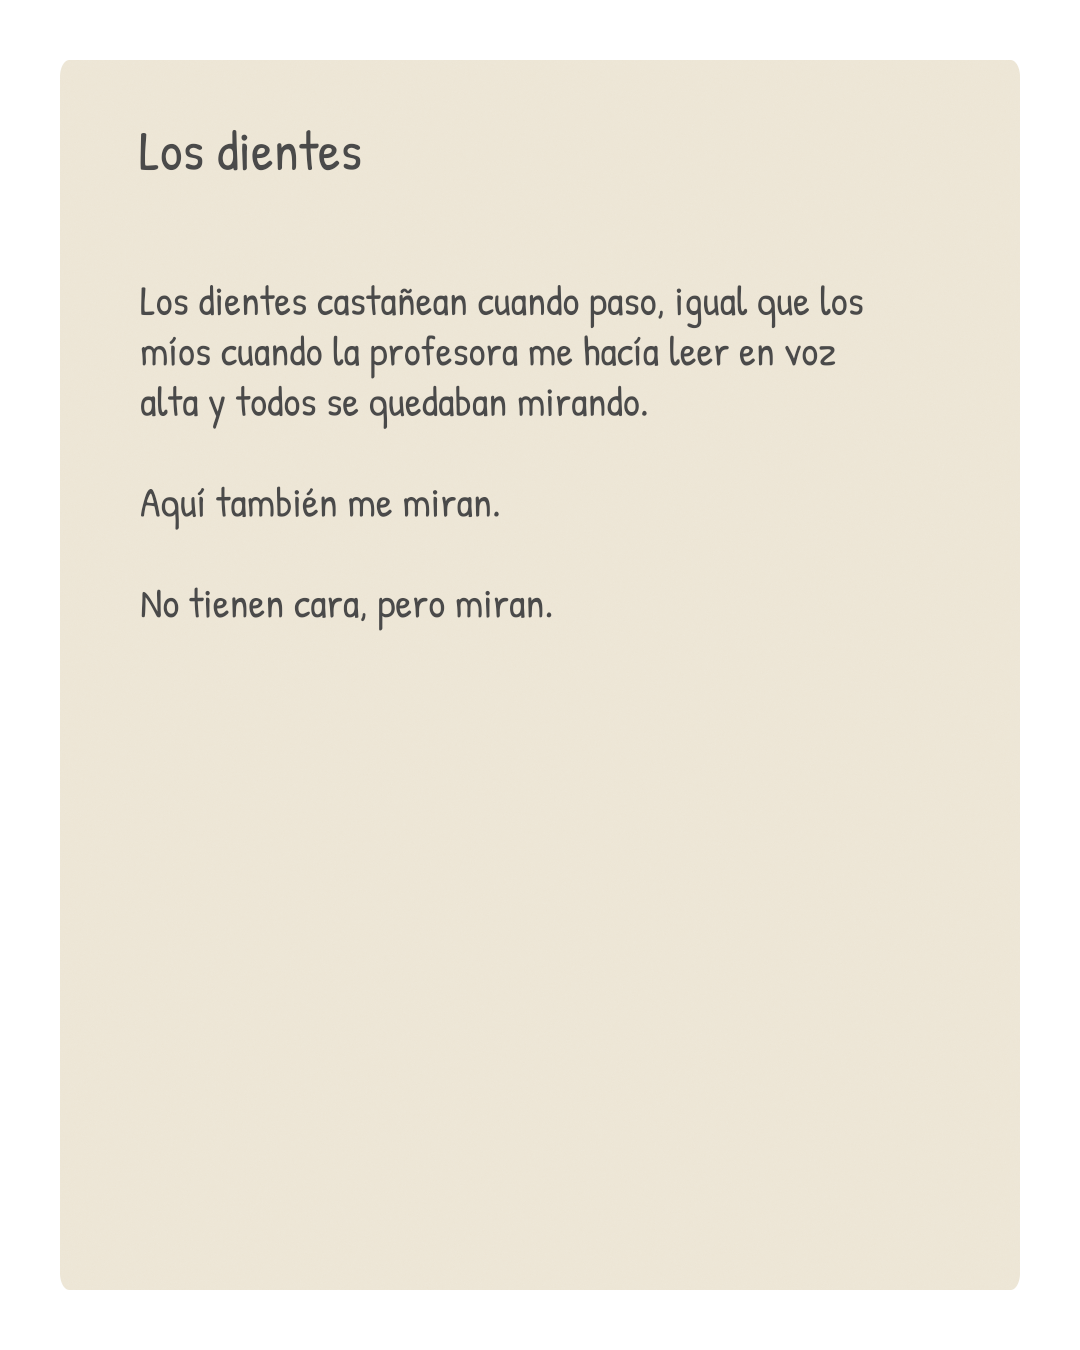 Los dientes
Los dientes castañean cuando paso, igual que los
míos cuando la profesora me hacía leer en voz
alta y todos se quedaban mirando.
Aquí también me miran.
No tienen cara, pero miran.